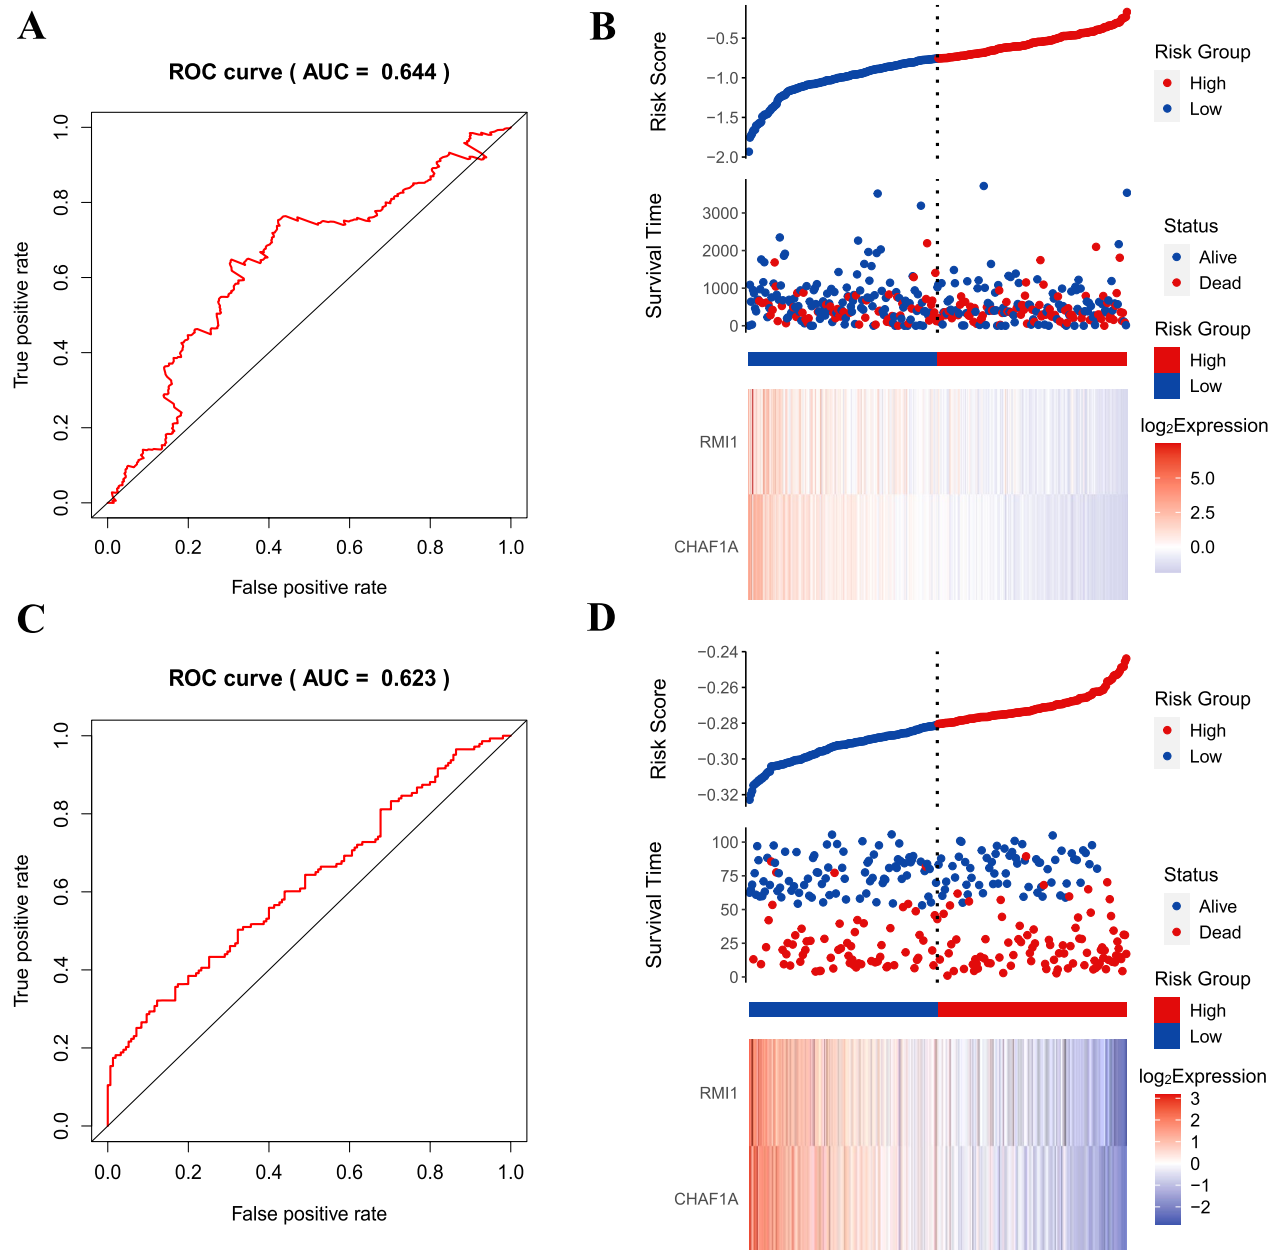 A
ROC curve ( AUC =  0.644 )
1.0
0.8
0.6
0.4
0.2
0.0
True positive rate
0.0 0.2 0.4 0.6 0.8 1.0
False positive rate
B
Risk Score
−0.5
−1.0
−1.5
−2.0
Risk Group
High
Low
Survival Time
3000
2000
1000
0
Status
Alive
Dead
Risk Group
High
Low
RMI1
CHAF1A
log2Expression
5.0
2.5
0.0
C
ROC curve ( AUC =  0.623 )
1.0
0.8
0.6
0.4
0.2
0.0
True positive rate
0.0 0.2 0.4 0.6 0.8 1.0
False positive rate
D
Risk Score
−0.24
−0.26
−0.28
−0.30
−0.32
Risk Group
High
Low
Survival Time
100
75
50
25
0
Status
Alive
Dead
Risk Group
High
Low
RMI1
CHAF1A
log2Expression
3
2
1
0
−1
−2